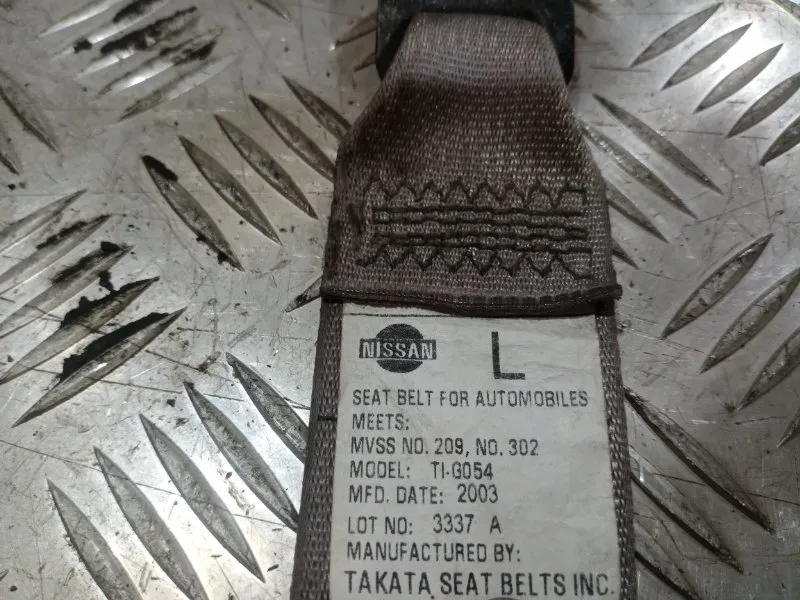 NISSAN L
SEAT BELT FOR AUTOMOBILES
MEETS:
MVSS NO. 209, NO. 302
MODEL: TI-G054
MFD. DATE: 2003
LOT NO: 3337 A
MANUFACTURED BY:
TAKATA SEAT BELTS INC.